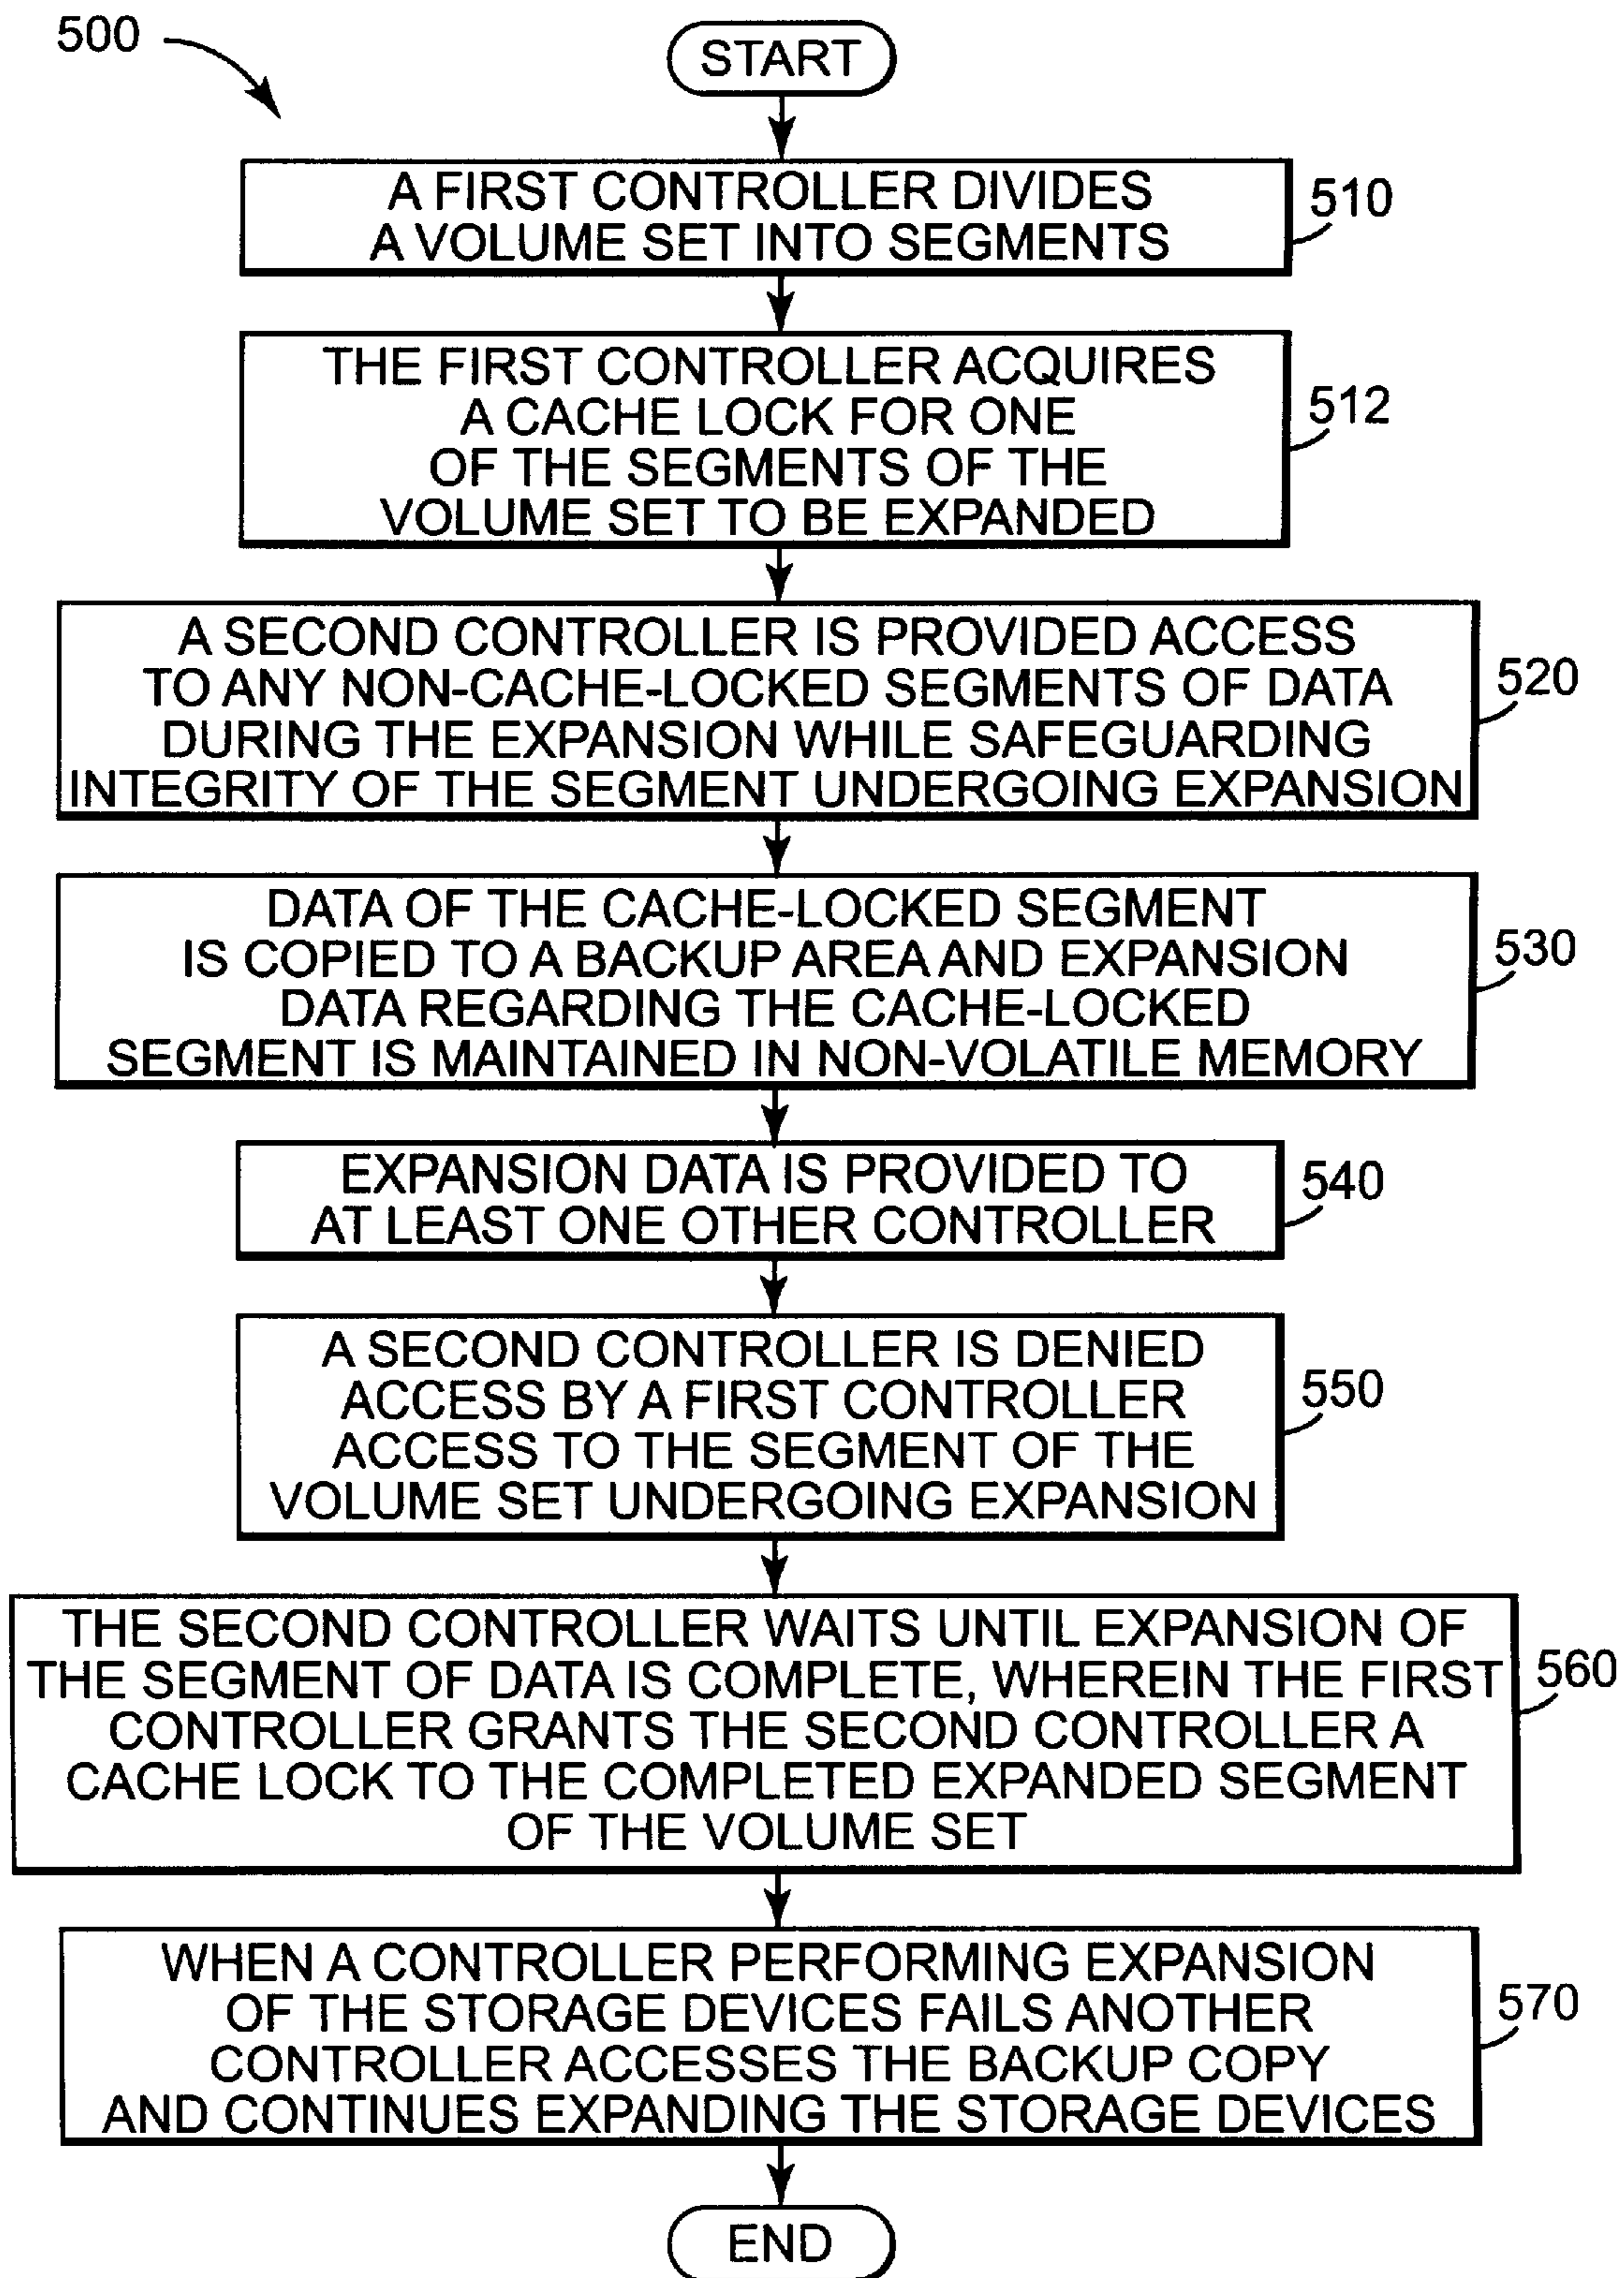 500
START
A FIRST CONTROLLER DIVIDES
A VOLUME SET INTO SEGMENTS
510
THE FIRST CONTROLLER ACQUIRES
A CACHE LOCK FOR ONE
OF THE SEGMENTS OF THE
VOLUME SET TO BE EXPANDED
512
A SECOND CONTROLLER IS PROVIDED ACCESS
TO ANY NON-CACHE-LOCKED SEGMENTS OF DATA
DURING THE EXPANSION WHILE SAFEGUARDING
INTEGRITY OF THE SEGMENT UNDERGOING EXPANSION
520
DATA OF THE CACHE-LOCKED SEGMENT
IS COPIED TO A BACKUP AREA AND EXPANSION
DATA REGARDING THE CACHE-LOCKED
SEGMENT IS MAINTAINED IN NON-VOLATILE MEMORY
530
EXPANSION DATA IS PROVIDED TO
AT LEAST ONE OTHER CONTROLLER
540
A SECOND CONTROLLER IS DENIED
ACCESS BY A FIRST CONTROLLER
ACCESS TO THE SEGMENT OF THE
VOLUME SET UNDERGOING EXPANSION
550
THE SECOND CONTROLLER WAITS UNTIL EXPANSION OF
THE SEGMENT OF DATA IS COMPLETE, WHEREIN THE FIRST
CONTROLLER GRANTS THE SECOND CONTROLLER A
CACHE LOCK TO THE COMPLETED EXPANDED SEGMENT
OF THE VOLUME SET
560
WHEN A CONTROLLER PERFORMING EXPANSION
OF THE STORAGE DEVICES FAILS ANOTHER
CONTROLLER ACCESSES THE BACKUP COPY
AND CONTINUES EXPANDING THE STORAGE DEVICES
570
END